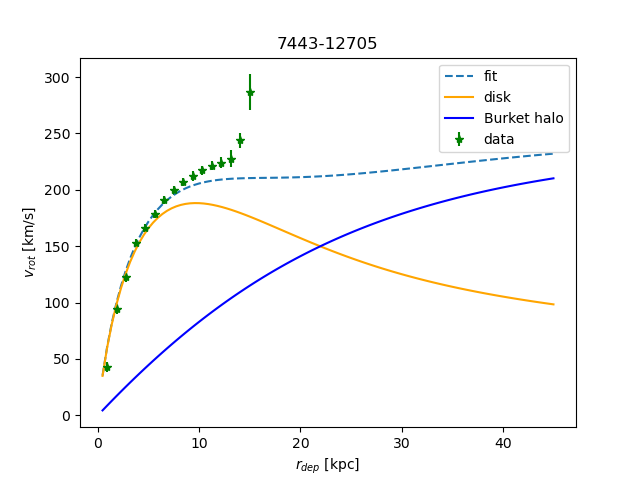 7443-12705
300
250
200
150
100
50
0
v_rot [km/s]
fit
disk
Burket halo
data
0 10 20 30 40
r_dep [kpc]